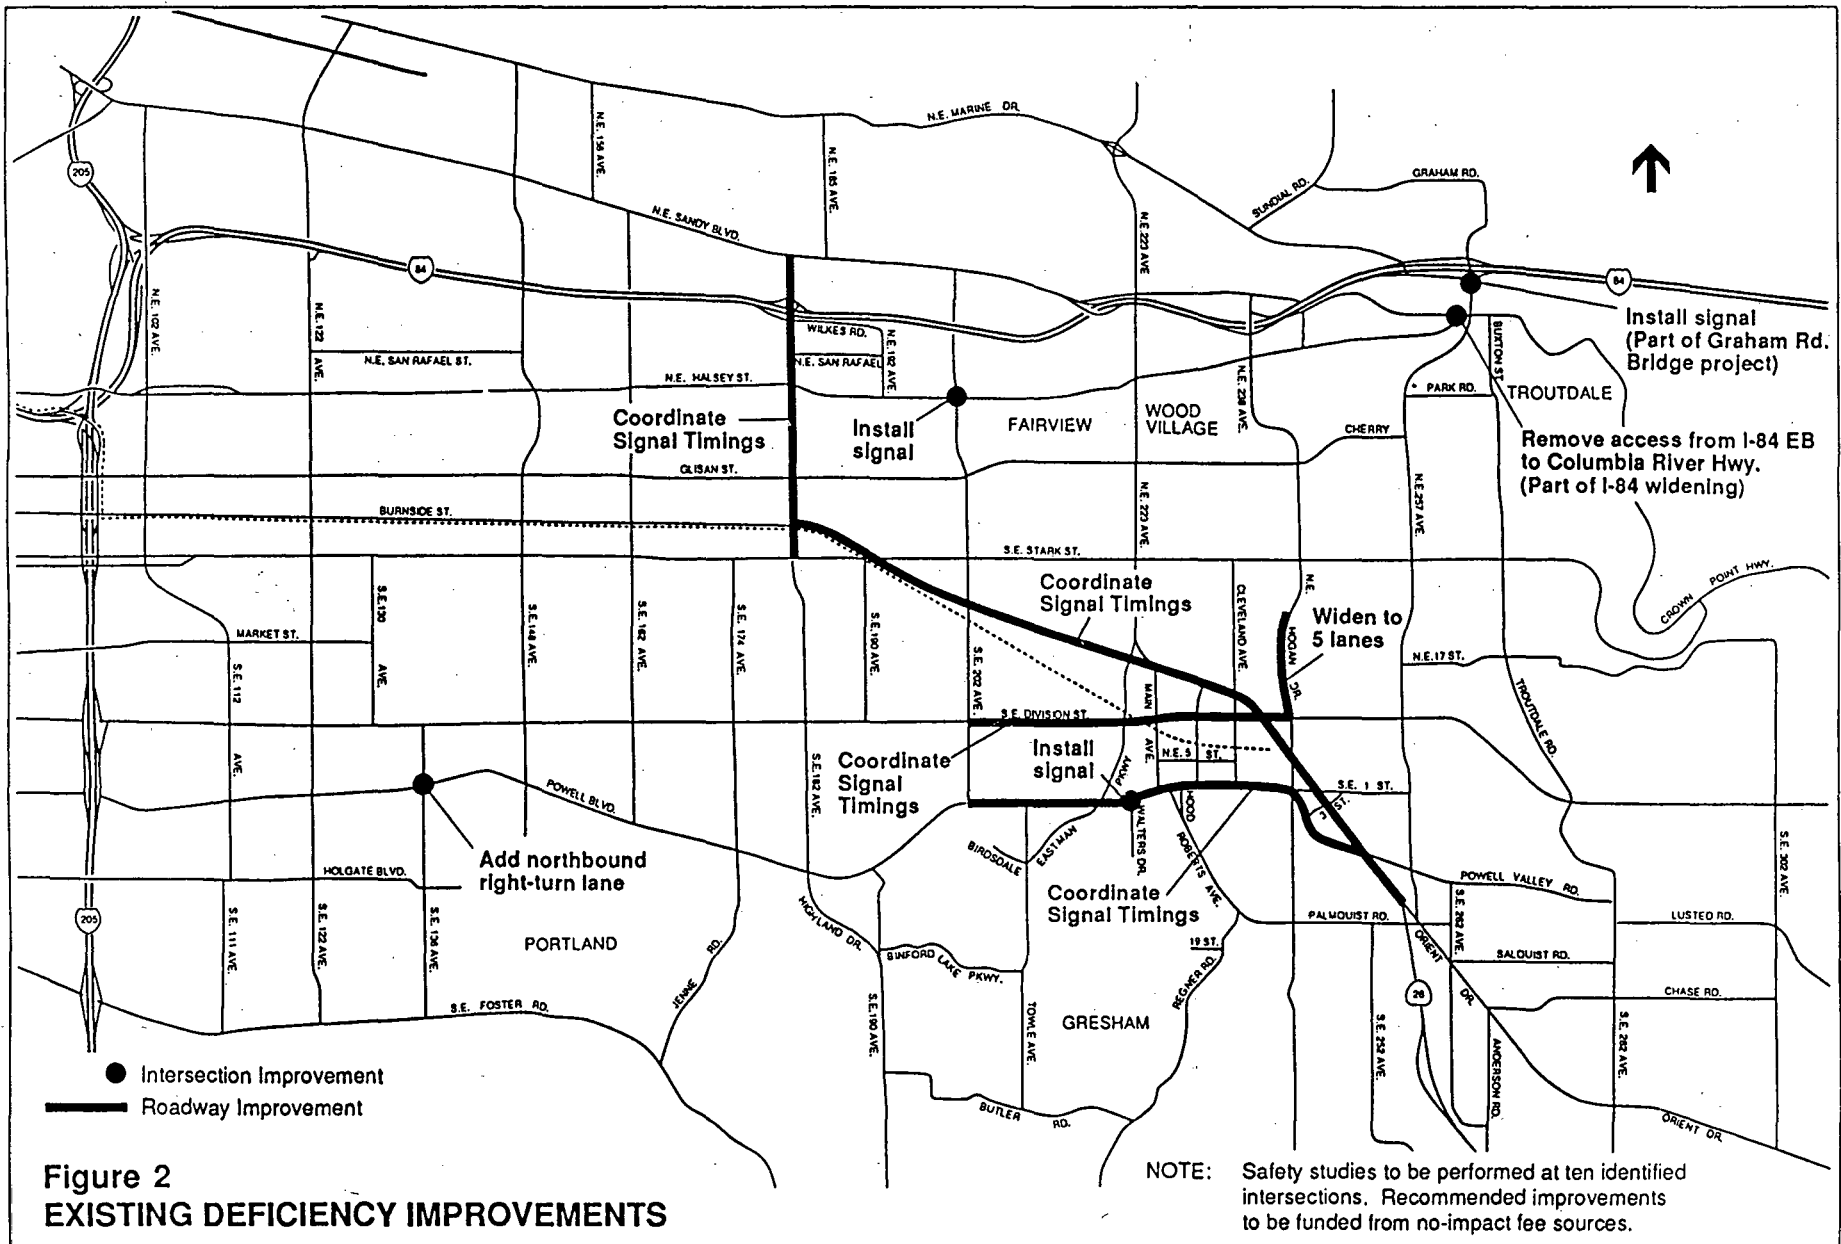 N.E. MARINE DR.
N.E. 158 AVE.
N.E. 185 AVE.
205
GRAHAM RD.
SUNDIAL RD.
N.E. SANDY BLVD.
N.E. 223 AVE
84
84
N.E. 102 AVE.
N.E. 122
AVE.
WILKES RD.
N.E. SAN RAFAEL ST.
N.E. SAN RAFAEL
N.E. 192 AVE.
N.E. HALSEY ST.
BUXTON ST.
Install signal
(Part of Graham Rd.
Bridge project)
PARK RD.
TROUTDALE
N.E. 238 AVE.
Coordinate
Signal Timings
Install
signal
FAIRVIEW
WOOD
VILLAGE
CHERRY
Remove access from I-84 EB
to Columbia River Hwy.
(Part of I-84 widening)
GLISAN ST.
N.E. 223 AVE.
N.E. 257 AVE.
BURNSIDE ST.
S.E. STARK ST.
CROWN
POINT HWY.
Coordinate
Signal Timings
CLEVELAND AVE.
N.E.
HOGAN
DR.
Widen to
5 lanes
S.E. 130
AVE.
S.E. 148 AVE.
S.E. 162 AVE.
S.E. 174 AVE.
S.E. 190 AVE.
S.E. 202 AVE.
MARKET ST.
S.E. 112
AVE.
N.E. 17 ST.
TROUTDALE RD.
MAIN
AVE.
S.E. DIVISION ST.
Coordinate
Signal
Timings
Install
signal
N.E. 5 ST.
PKWY
EASTMAN
S.E. 182 AVE.
POWELL BLVD.
S.E. 1 ST.
ST.
HOOD
WALTERS DR.
BIRDSDALE
ROBERTS AVE.
S.E. 302 AVE.
Add northbound
right-turn lane
HOLGATE BLVD.
Coordinate
Signal Timings
POWELL VALLEY RD.
HIGHLAND DR.
PALMQUIST RD.
S.E. 262 AVE.
LUSTED RD.
205
S.E. 111 AVE.
S.E. 122 AVE.
S.E. 136 AVE.
PORTLAND
JENNE RD.
BINFORD LAKE PKWY.
19 ST.
REGNER RD.
ORIENT
DR.
SALQUIST RD.
26
CHASE RD.
S.E. FOSTER RD.
S.E. 190 AVE.
TOWLE AVE.
GRESHAM
S.E. 252 AVE.
ANDERSON RD.
S.E. 282 AVE.
BUTLER RD.
ORIENT DR.
Intersection Improvement
Roadway Improvement
Figure 2
EXISTING DEFICIENCY IMPROVEMENTS
NOTE: Safety studies to be performed at ten identified
intersections. Recommended improvements
to be funded from no-impact fee sources.